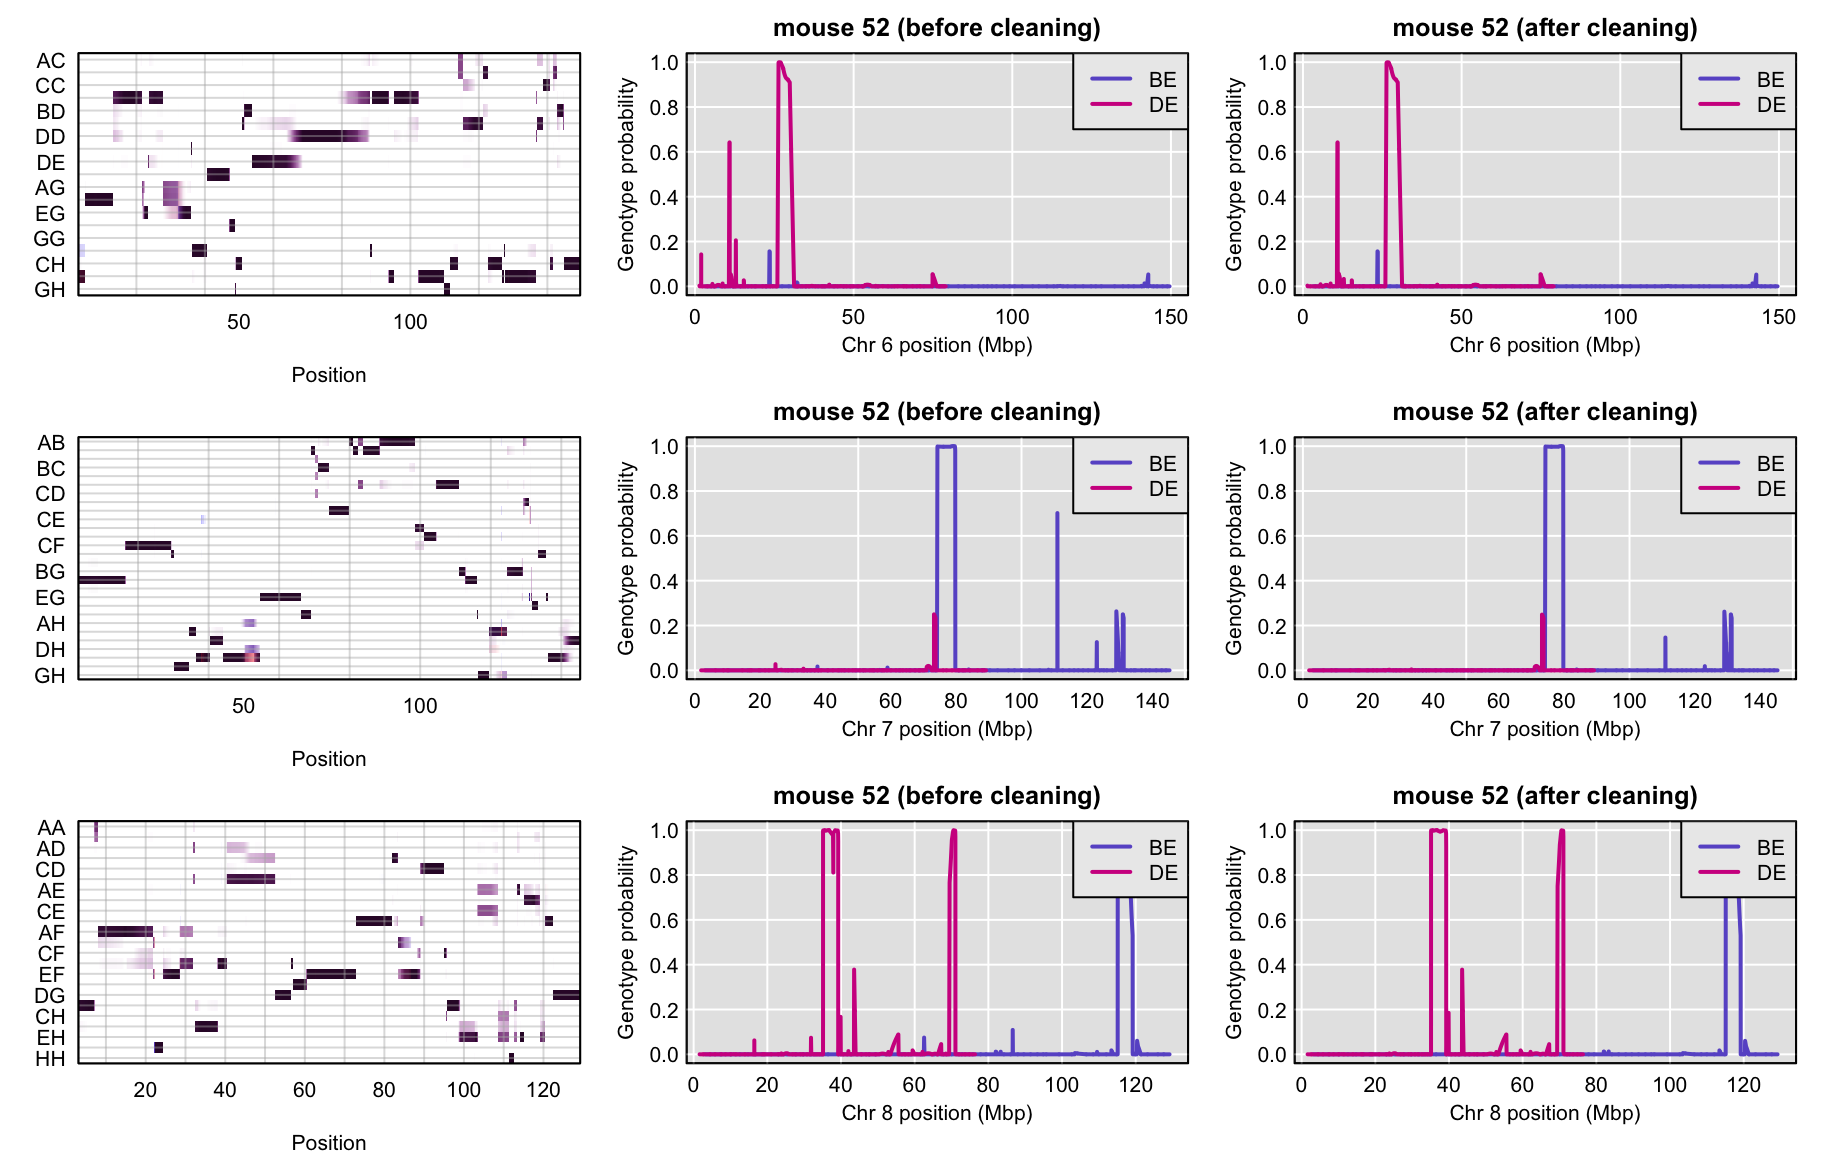 mouse 52 (before cleaning)
mouse 52 (after cleaning)
AC
CC
BD
DD
DE
AG
EG
GG
CH
GH
50 100
Position
Genotype probability
1.0
0.8
0.6
0.4
0.2
0.0
BE
DE
0 50 100 150
Chr 6 position (Mbp)
Genotype probability
1.0
0.8
0.6
0.4
0.2
0.0
BE
DE
0 50 100 150
Chr 6 position (Mbp)
mouse 52 (before cleaning)
mouse 52 (after cleaning)
AB
BC
CD
CE
CF
BG
EG
AH
DH
GH
50 100
Position
Genotype probability
1.0
0.8
0.6
0.4
0.2
0.0
BE
DE
0 20 40 60 80 100 120 140
Chr 7 position (Mbp)
Genotype probability
1.0
0.8
0.6
0.4
0.2
0.0
BE
DE
0 20 40 60 80 100 120 140
Chr 7 position (Mbp)
mouse 52 (before cleaning)
mouse 52 (after cleaning)
AA
AD
CD
AE
CE
AF
CF
EF
DG
CH
EH
HH
20 40 60 80 100 120
Position
Genotype probability
1.0
0.8
0.6
0.4
0.2
0.0
BE
DE
0 20 40 60 80 100 120
Chr 8 position (Mbp)
Genotype probability
1.0
0.8
0.6
0.4
0.2
0.0
BE
DE
0 20 40 60 80 100 120
Chr 8 position (Mbp)